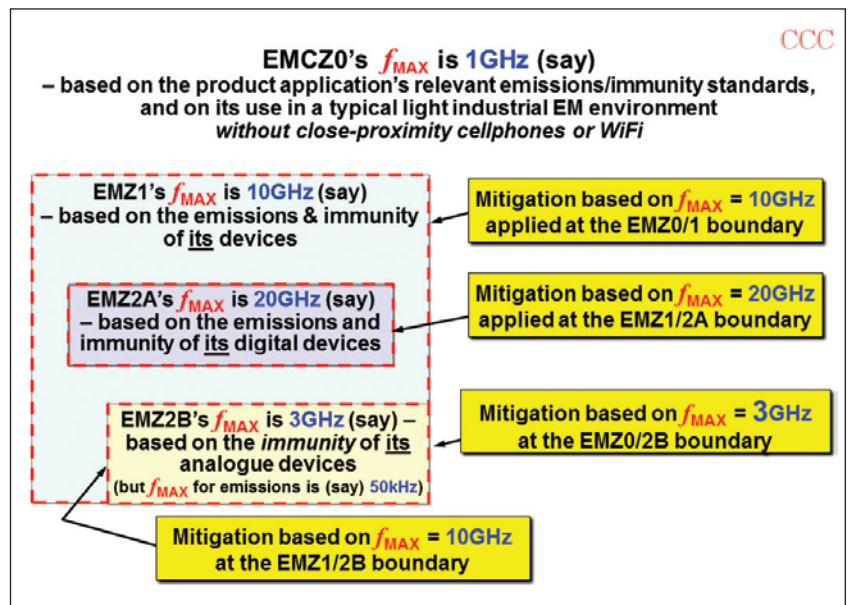 CCC
EMCZ0's fMAX is 1GHz (say)
– based on the product application's relevant emissions/immunity standards,
and on its use in a typical light industrial EM environment
without close-proximity cellphones or WiFi
EMZ1's fMAX is 10GHz (say)
– based on the emissions & immunity
of its devices
Mitigation based on fMAX = 10GHz
applied at the EMZ0/1 boundary
EMZ2A's fMAX is 20GHz (say)
– based on the emissions and
immunity of its digital devices
Mitigation based on fMAX = 20GHz
applied at the EMZ1/2A boundary
EMZ2B's fMAX is 3GHz (say) –
based on the immunity of its
analogue devices
(but fMAX for emissions is (say) 50kHz)
Mitigation based on fMAX = 3GHz
at the EMZ0/2B boundary
Mitigation based on fMAX = 10GHz
at the EMZ1/2B boundary